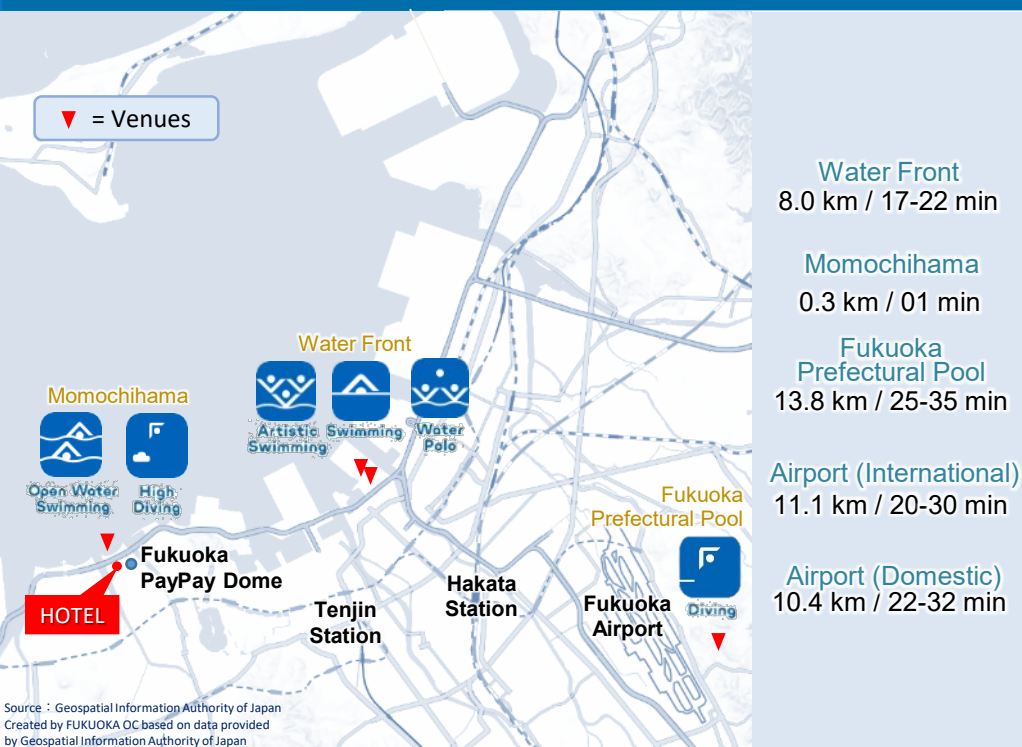 = Venues
Water Front
Artistic
Swimming
Swimming
Water
Polo
Momochihama
Open Water
Swimming
High
Diving
Fukuoka
PayPay Dome
HOTEL
Tenjin
Station
Hakata
Station
Fukuoka
Airport
Fukuoka
Prefectural Pool
Diving
Source：Geospatial Information Authority of Japan
Created by FUKUOKA OC based on data provided
by Geospatial Information Authority of Japan
Water Front
8.0 km / 17-22 min
Momochihama
0.3 km / 01 min
Fukuoka
Prefectural Pool
13.8 km / 25-35 min
Airport (International)
11.1 km / 20-30 min
Airport (Domestic)
10.4 km / 22-32 min